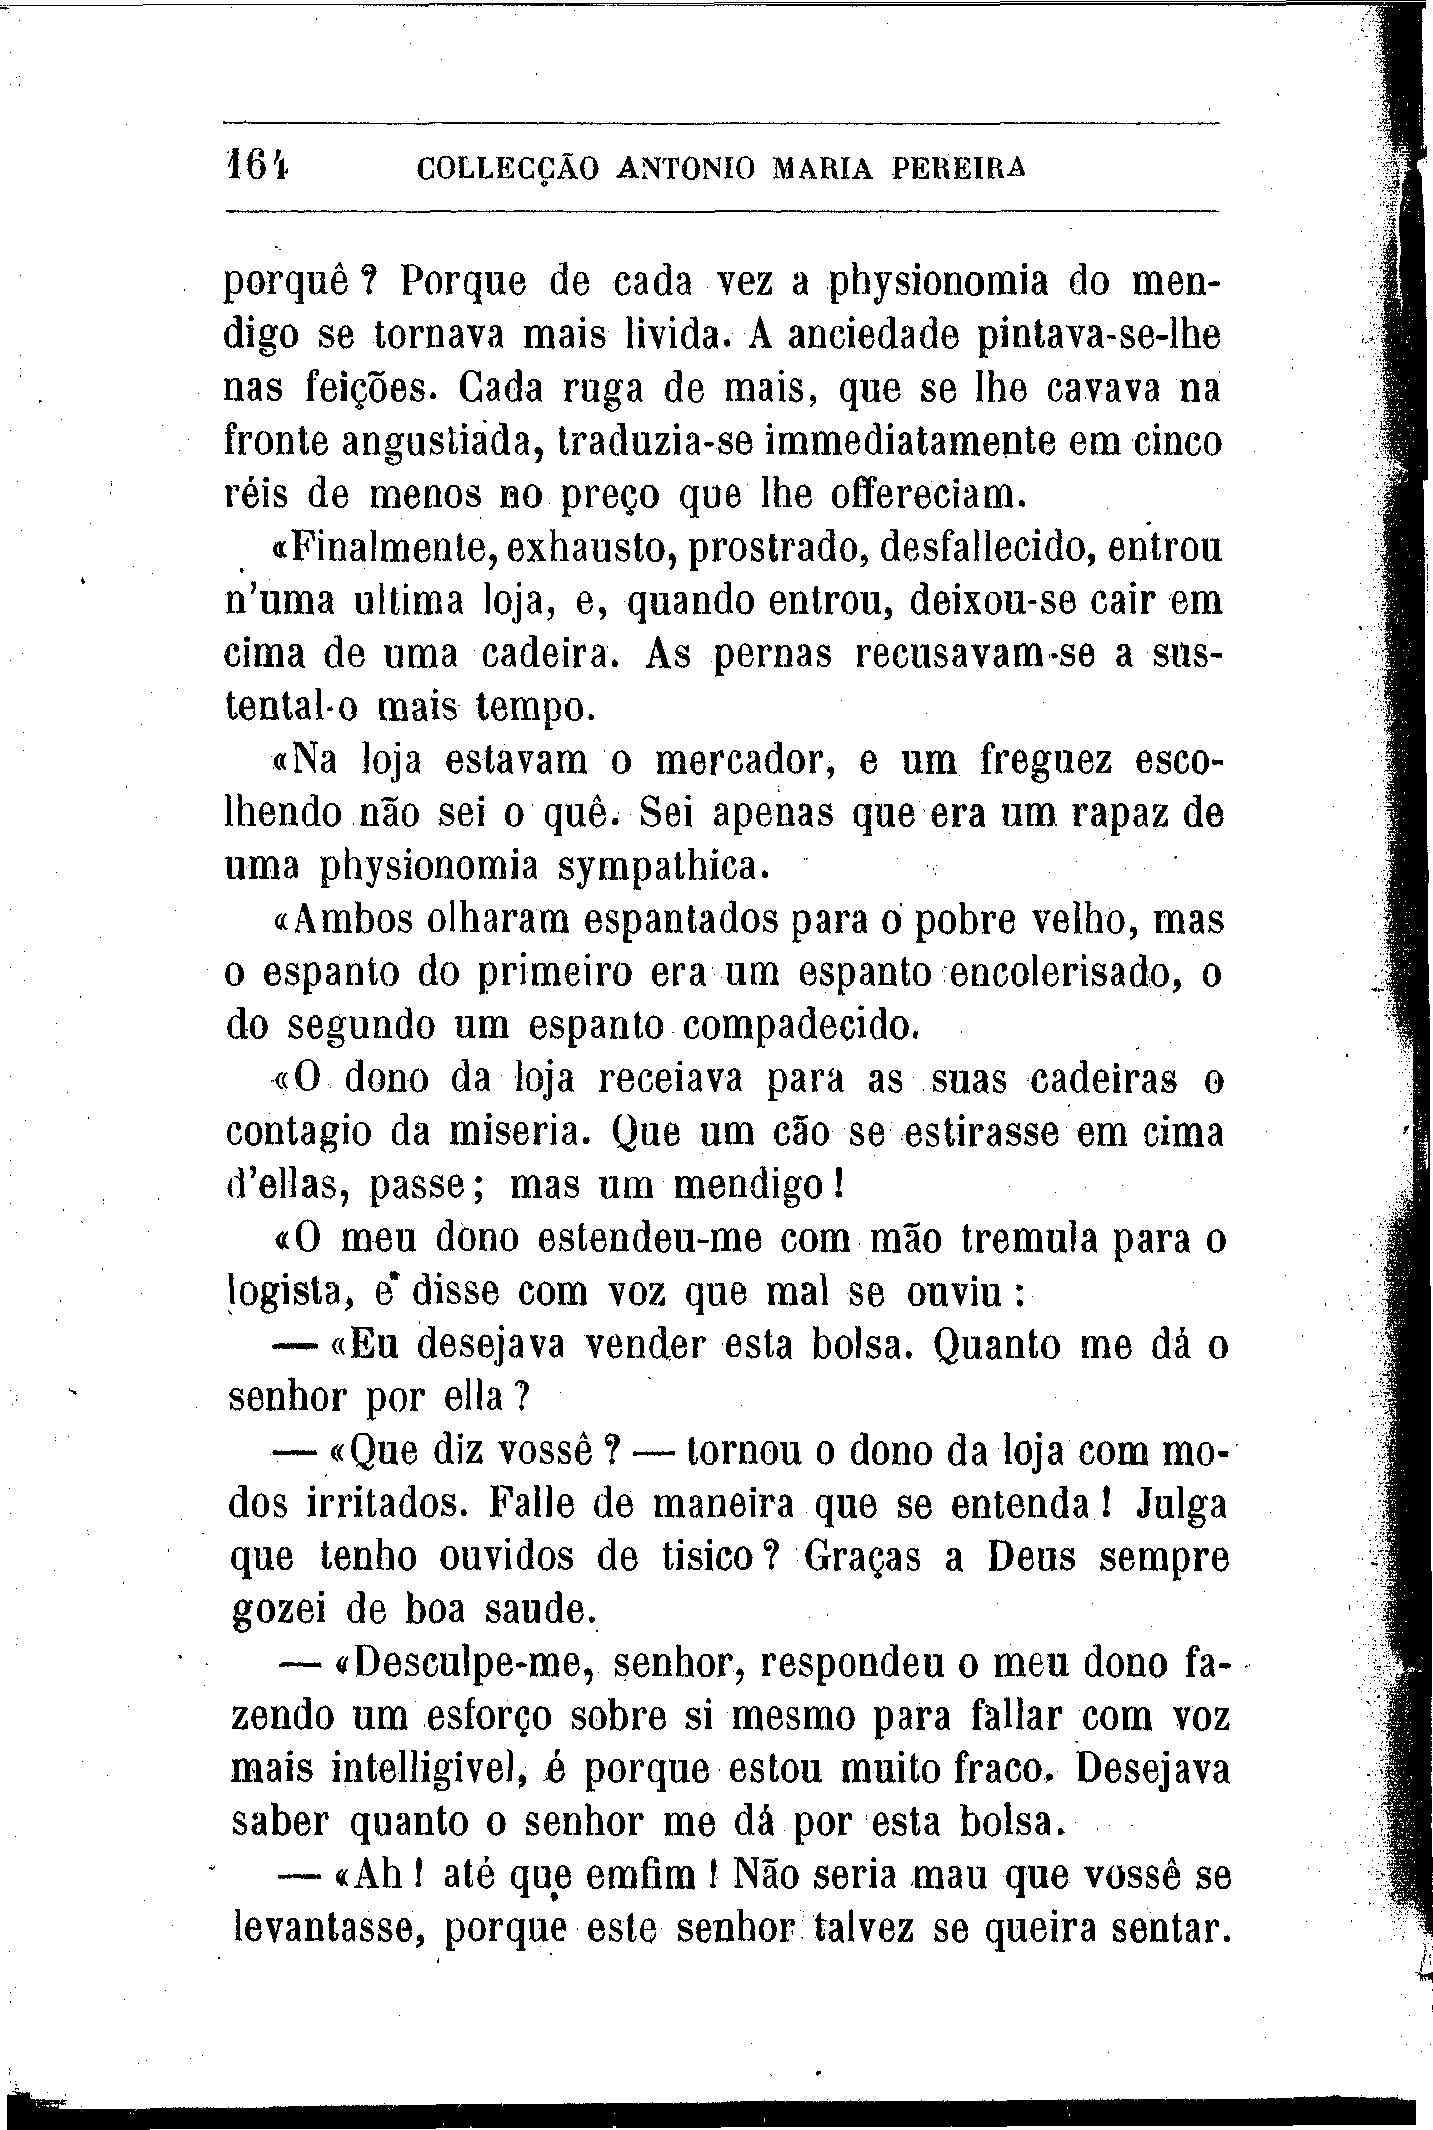 164 COLLECÇÃO ANTONIO MARIA PEREIRA
porquê? Porque de cada vez a physionomia do men-
digo se tornava mais livida. A anciedade pintava-se-lhe
nas feições. Cada ruga de mais, que se lhe cavava na
fronte angustiada, traduzia-se immediatamente em cinco
réis de menos no preço que lhe offereciam.
«Finalmente, exhausto, prostrado, desfallecido, entrou
n'uma ultima loja, e, quando entrou, deixou-se cair em
cima de uma cadeira. As pernas recusavam-se a sus-
tental-o mais tempo.
«Na loja estavam o mercador, e um freguez esco-
lhendo não sei o quê. Sei apenas que era um rapaz de
uma physionomia sympathica.
«Ambos olharam espantados para o pobre velho, mas
o espanto do primeiro era um espanto encolerisado, o
do segundo um espanto compadecido.
«O dono da loja receiava para as suas cadeiras o
contagio da miseria. Que um cão se estirasse em cima
d'ellas, passe; mas um mendigo!
«O meu dono estendeu-me com mão tremula para o
logista, e disse com voz que mal se ouviu:
— «Eu desejava vender esta bolsa. Quanto me dá o
senhor por ella?
— «Que diz vossê? — tornou o dono da loja com mo-
dos irritados. Falle de maneira que se entenda! Julga
que tenho ouvidos de tisico? Graças a Deus sempre
gozei de boa saude.
— «Desculpe-me, senhor, respondeu o meu dono fa-
zendo um esforço sobre si mesmo para fallar com voz
mais intelligivel, é porque estou muito fraco. Desejava
saber quanto o senhor me dá por esta bolsa.
— «Ah! até que emfim! Não seria mau que vossê se
levantasse, porque este senhor talvez se queira sentar.